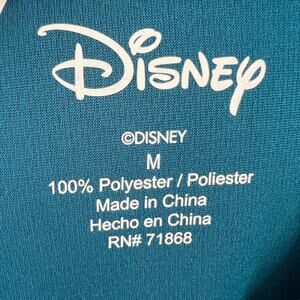 Disney
©DISNEY
M
100% Polyester / Poliester
Made in China
Hecho en China
RN# 71868